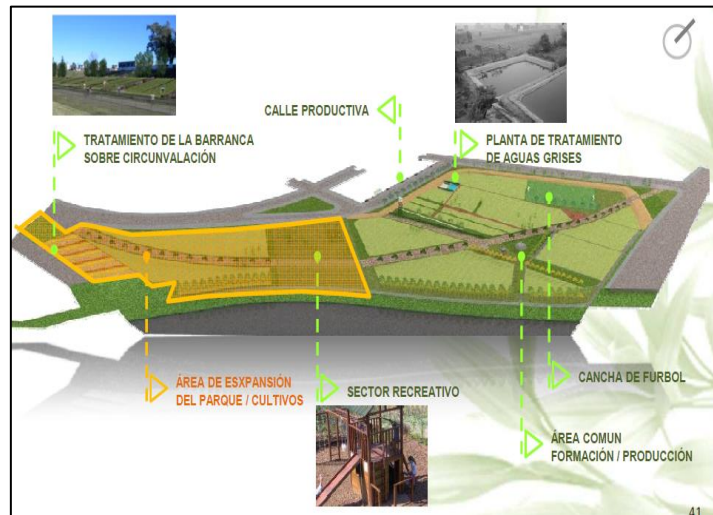 CALLE PRODUCTIVA
TRATAMIENTO DE LA BARRANCA
SOBRE CIRCUNVALACIÓN
PLANTA DE TRATAMIENTO
DE AGUAS GRISES
ÁREA DE ESXPANSIÓN
DEL PARQUE / CULTIVOS
SECTOR RECREATIVO
CANCHA DE FURBOL
ÁREA COMUN
FORMACIÓN / PRODUCCIÓN
41